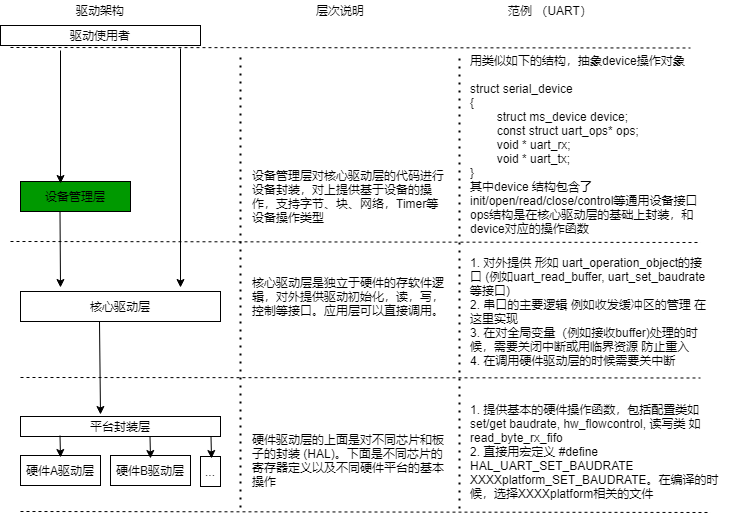 驱动架构
层次说明
范例 （UART）
驱动使用者
用类似如下的结构，抽象device操作对象
struct serial_device
{
struct ms_device device;
const struct uart_ops* ops;
void * uart_rx;
void * uart_tx;
}
其中device 结构包含了
init/open/read/close/control等通用设备接口
ops结构是在核心驱动层的基础上封装，和
device对应的操作函数
设备管理层
设备管理层对核心驱动层的代码进行
设备封装，对上提供基于设备的操
作，支持字节、块、网络，Timer等
设备操作类型
核心驱动层
核心驱动层是独立于硬件的存软件逻
辑，对外提供驱动初始化，读，写，
控制等接口。应用层可以直接调用。
1. 对外提供 形如 uart_operation_object的接
口 (例如uart_read_buffer, uart_set_baudrate
等接口)
2. 串口的主要逻辑 例如收发缓冲区的管理 在
这里实现
3. 在对全局变量（例如接收buffer)处理的时
候，需要关闭中断或用临界资源 防止重入
4. 在调用硬件驱动层的时候需要关中断
平台封装层
硬件A驱动层
硬件B驱动层
...
硬件驱动层的上面是对不同芯片和板
子的封装 (HAL)。下面是不同芯片的
寄存器定义以及不同硬件平台的基本
操作
1. 提供基本的硬件操作函数，包括配置类如
set/get baudrate, hw_flowcontrol, 读写类 如
read_byte_rx_fifo
2. 直接用宏定义 #define
HAL_UART_SET_BAUDRATE
XXXXplatform_SET_BAUDRATE。在编译的时
候，选择XXXXplatform相关的文件